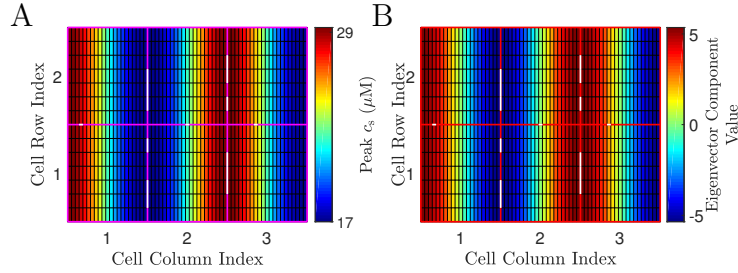 A
B
29
17
2
1
1 2 3
Cell Column Index
Cell Row Index
Peak cs (μM)
5
0
-5
2
1
1 2 3
Cell Column Index
Cell Row Index
Eigenvector Component
Value